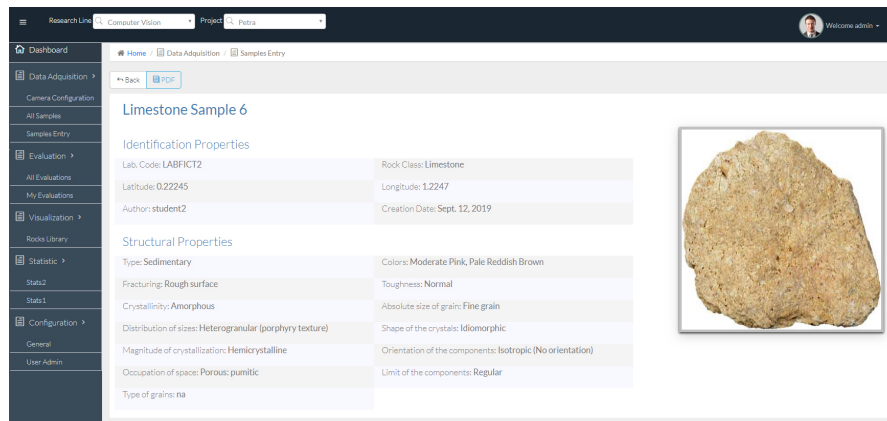 Research Line Computer Vision Project Petra Welcome admin
Dashboard
Home / Data Adquisition / Samples Entry
Data Adquisition
Camera Configuration
All Samples
Samples Entry
Evaluation
All Evaluations
My Evaluations
Visualization
Rocks Library
Statistic
Stats2
Stats1
Configuration
General
User Admin
Back PDF
Limestone Sample 6
Identification Properties
Lab. Code: LABFICT2 Rock Class: Limestone
Latitude: 0.22245 Longitude: 1.2247
Author: student2 Creation Date: Sept. 12, 2019
Structural Properties
Type: Sedimentary Colors: Moderate Pink, Pale Reddish Brown
Fracturing: Rough surface Toughness: Normal
Crystallinity: Amorphous Absolute size of grain: Fine grain
Distribution of sizes: Heterogranular (porphyry texture) Shape of the crystals: Idiomorphic
Magnitude of crystallization: Hemicrystalline Orientation of the components: Isotropic (No orientation)
Occupation of space: Porous: pumitic Limit of the components: Regular
Type of grains: na